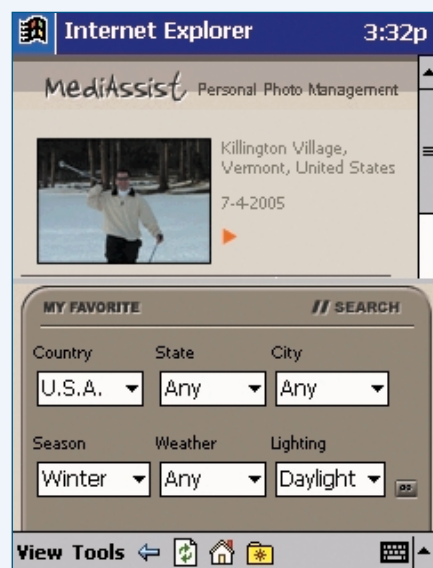 Internet Explorer 3:32p
MediAssist Personal Photo Management
Killington Village,
Vermont, United States
7-4-2005
MY FAVORITE // SEARCH
Country State City
U.S.A. Any Any
Season Weather Lighting
Winter Any Daylight
View Tools